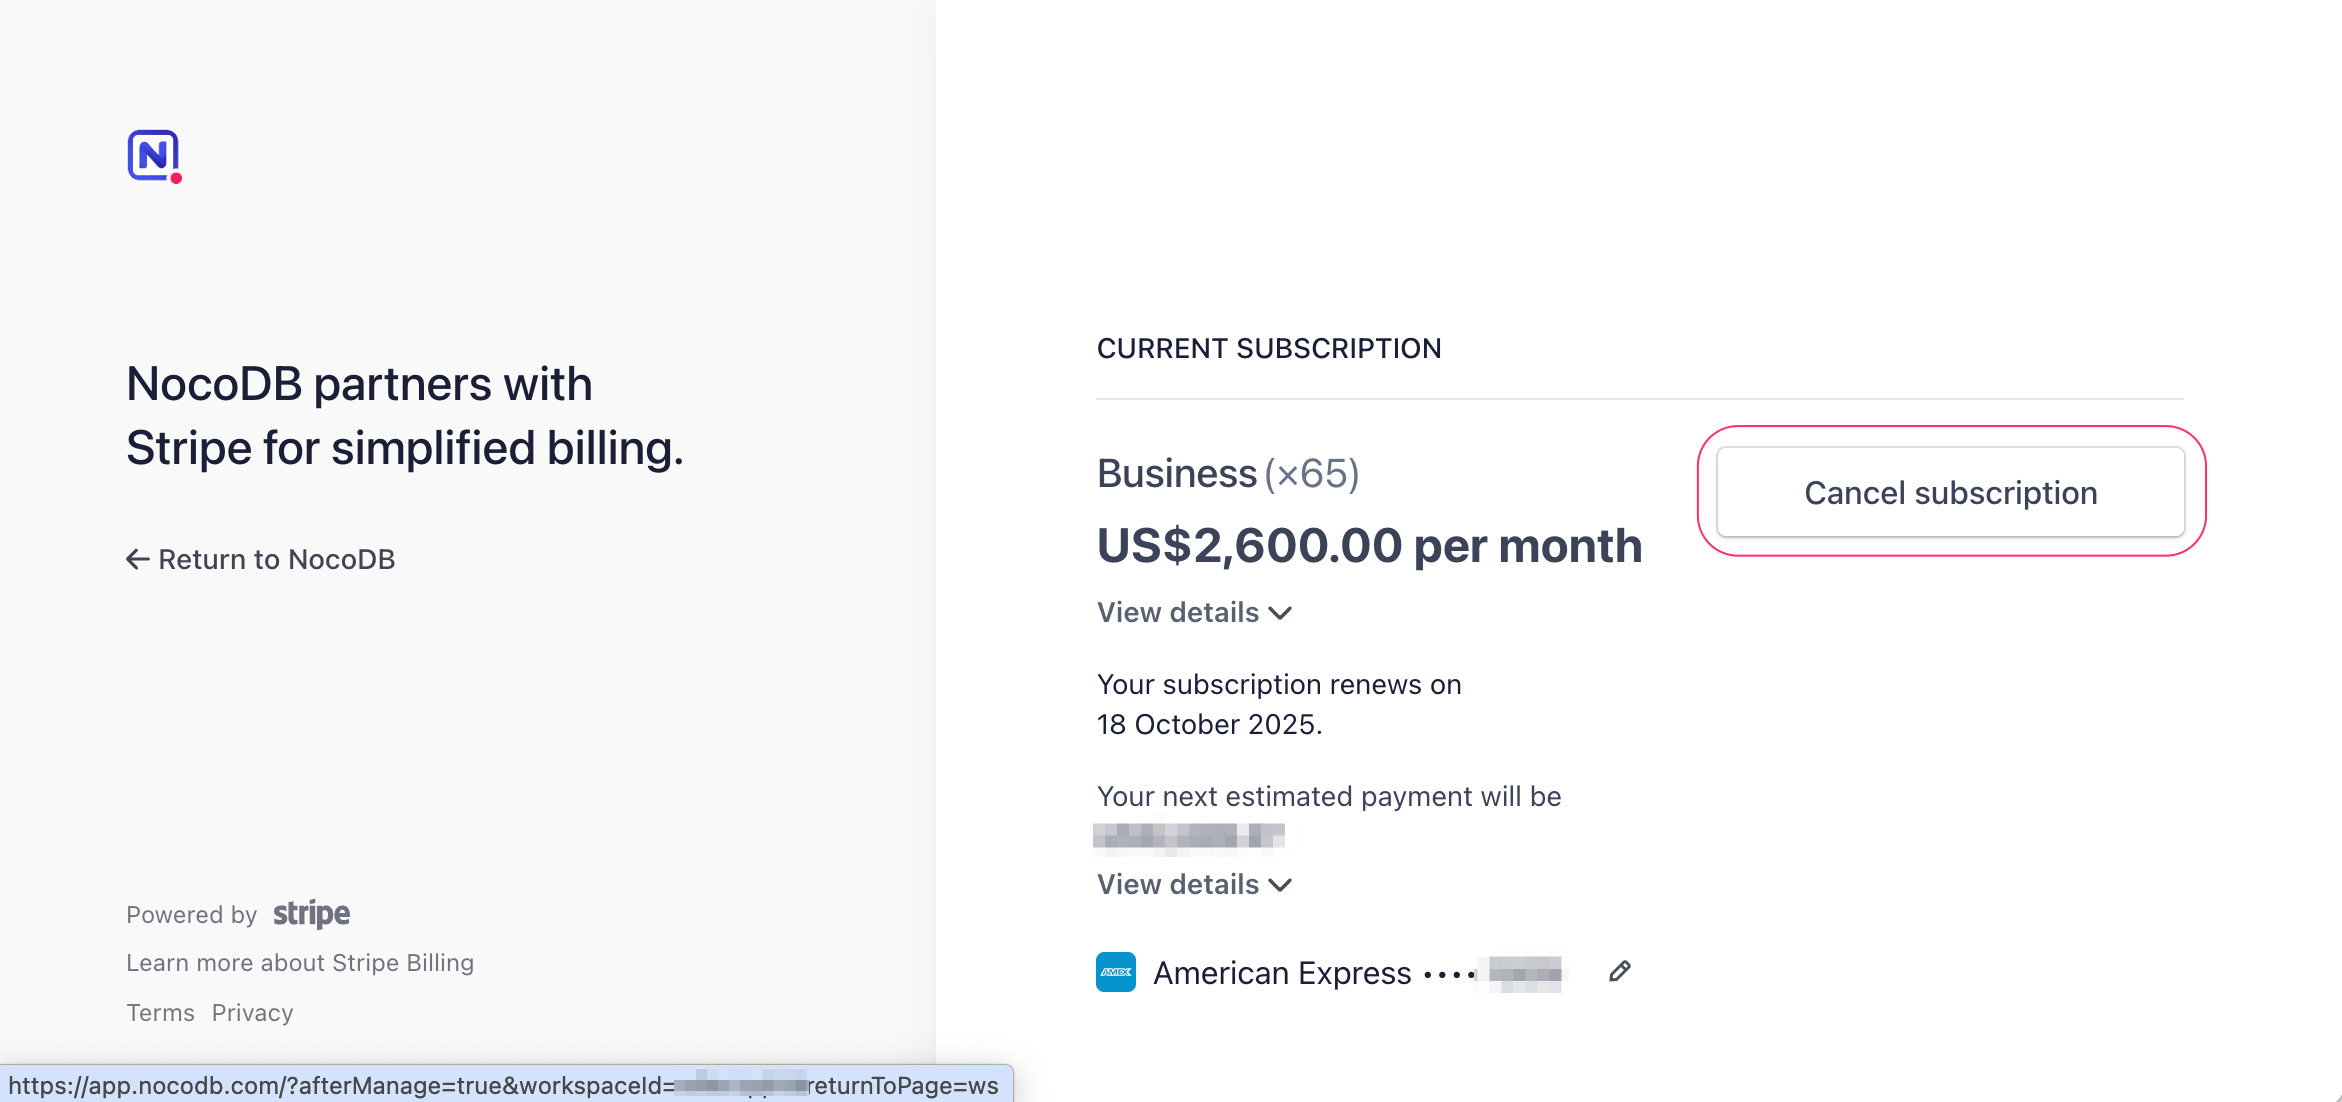 NocoDB partners with
Stripe for simplified billing.
← Return to NocoDB
Powered by stripe
Learn more about Stripe Billing
Terms Privacy
https://app.nocodb.com/?afterManage=true&workspaceId=
returnToPage=ws
CURRENT SUBSCRIPTION
Business (×65)
US$2,600.00 per month
Cancel subscription
View details
Your subscription renews on
18 October 2025.
Your next estimated payment will be
View details
AMEX American Express ••••